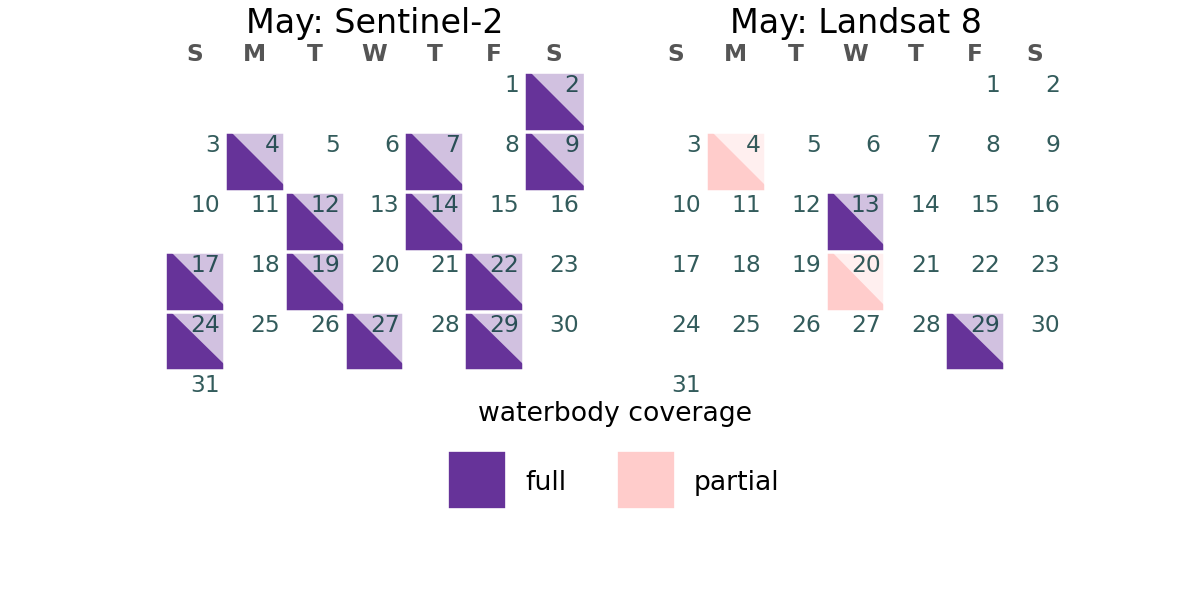 May: Sentinel-2
S M T W T F S
1 2
3 4 5 6 7 8 9
10 11 12 13 14 15 16
17 18 19 20 21 22 23
24 25 26 27 28 29 30
31
May: Landsat 8
S M T W T F S
1 2
3 4 5 6 7 8 9
10 11 12 13 14 15 16
17 18 19 20 21 22 23
24 25 26 27 28 29 30
31
waterbody coverage
full partial